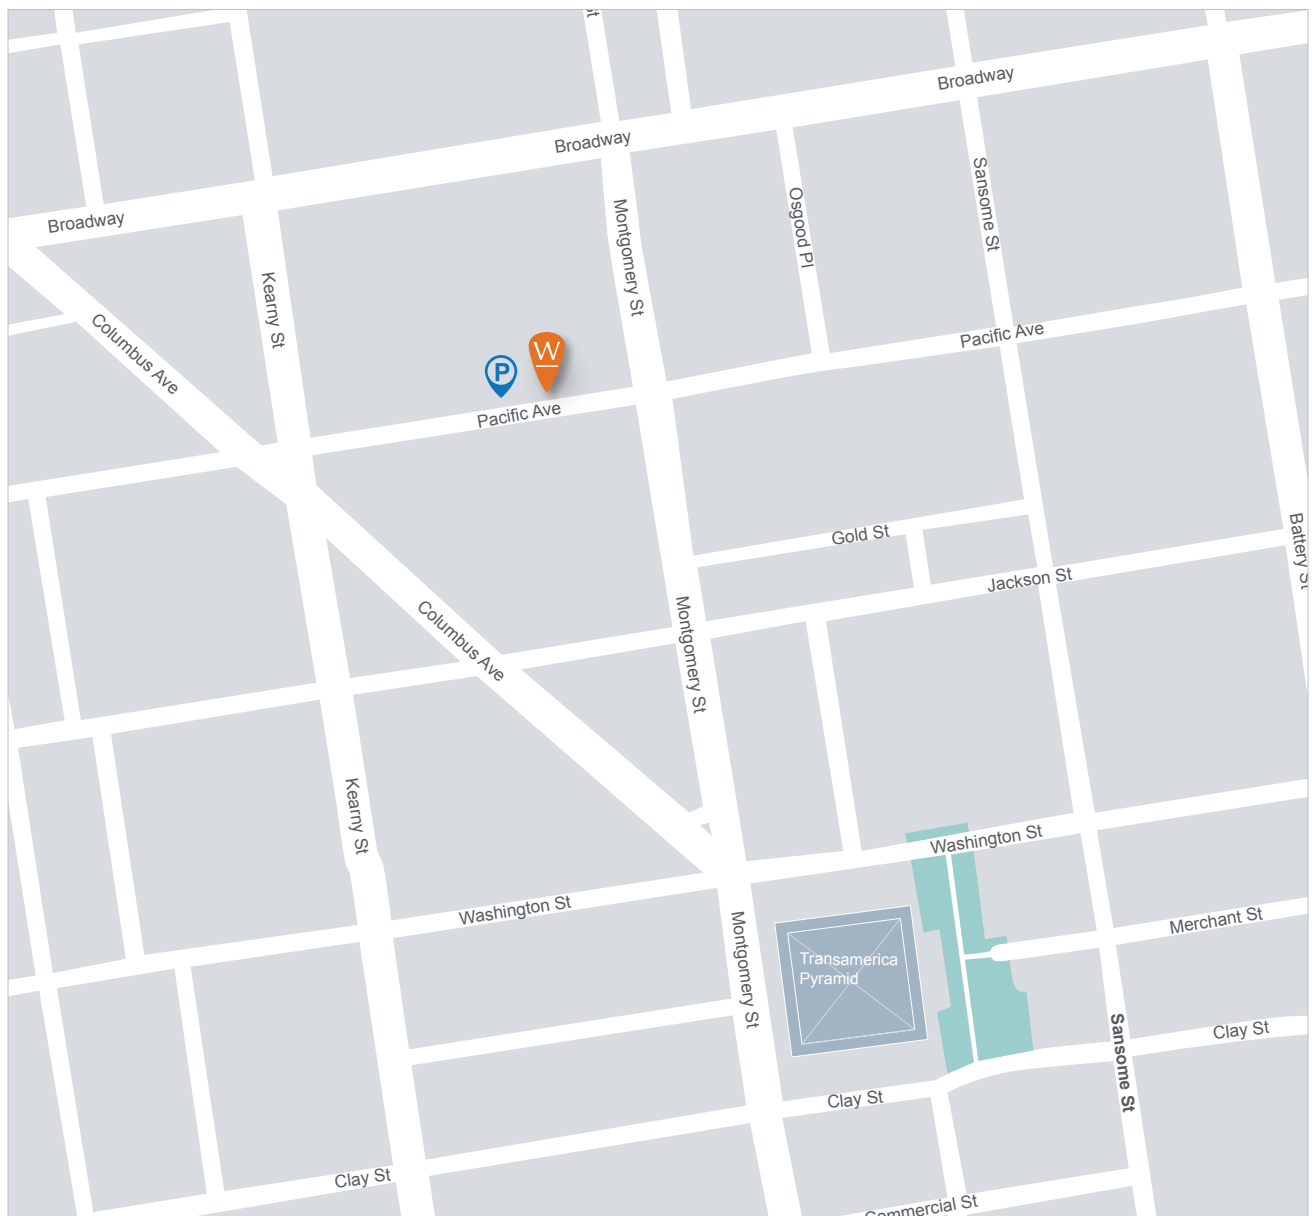 Broadway
Broadway
Broadway
Sansome St
Osgood Pl
Montgomery St
Kearny St
Columbus Ave
Pacific Ave
W
P
Pacific Ave
Gold St
Jackson St
Battery St
Columbus Ave
Montgomery St
Kearny St
Washington St
Washington St
Merchant St
Montgomery St
Transamerica
Pyramid
Sansome St
Clay St
Clay St
Clay St
Commercial St